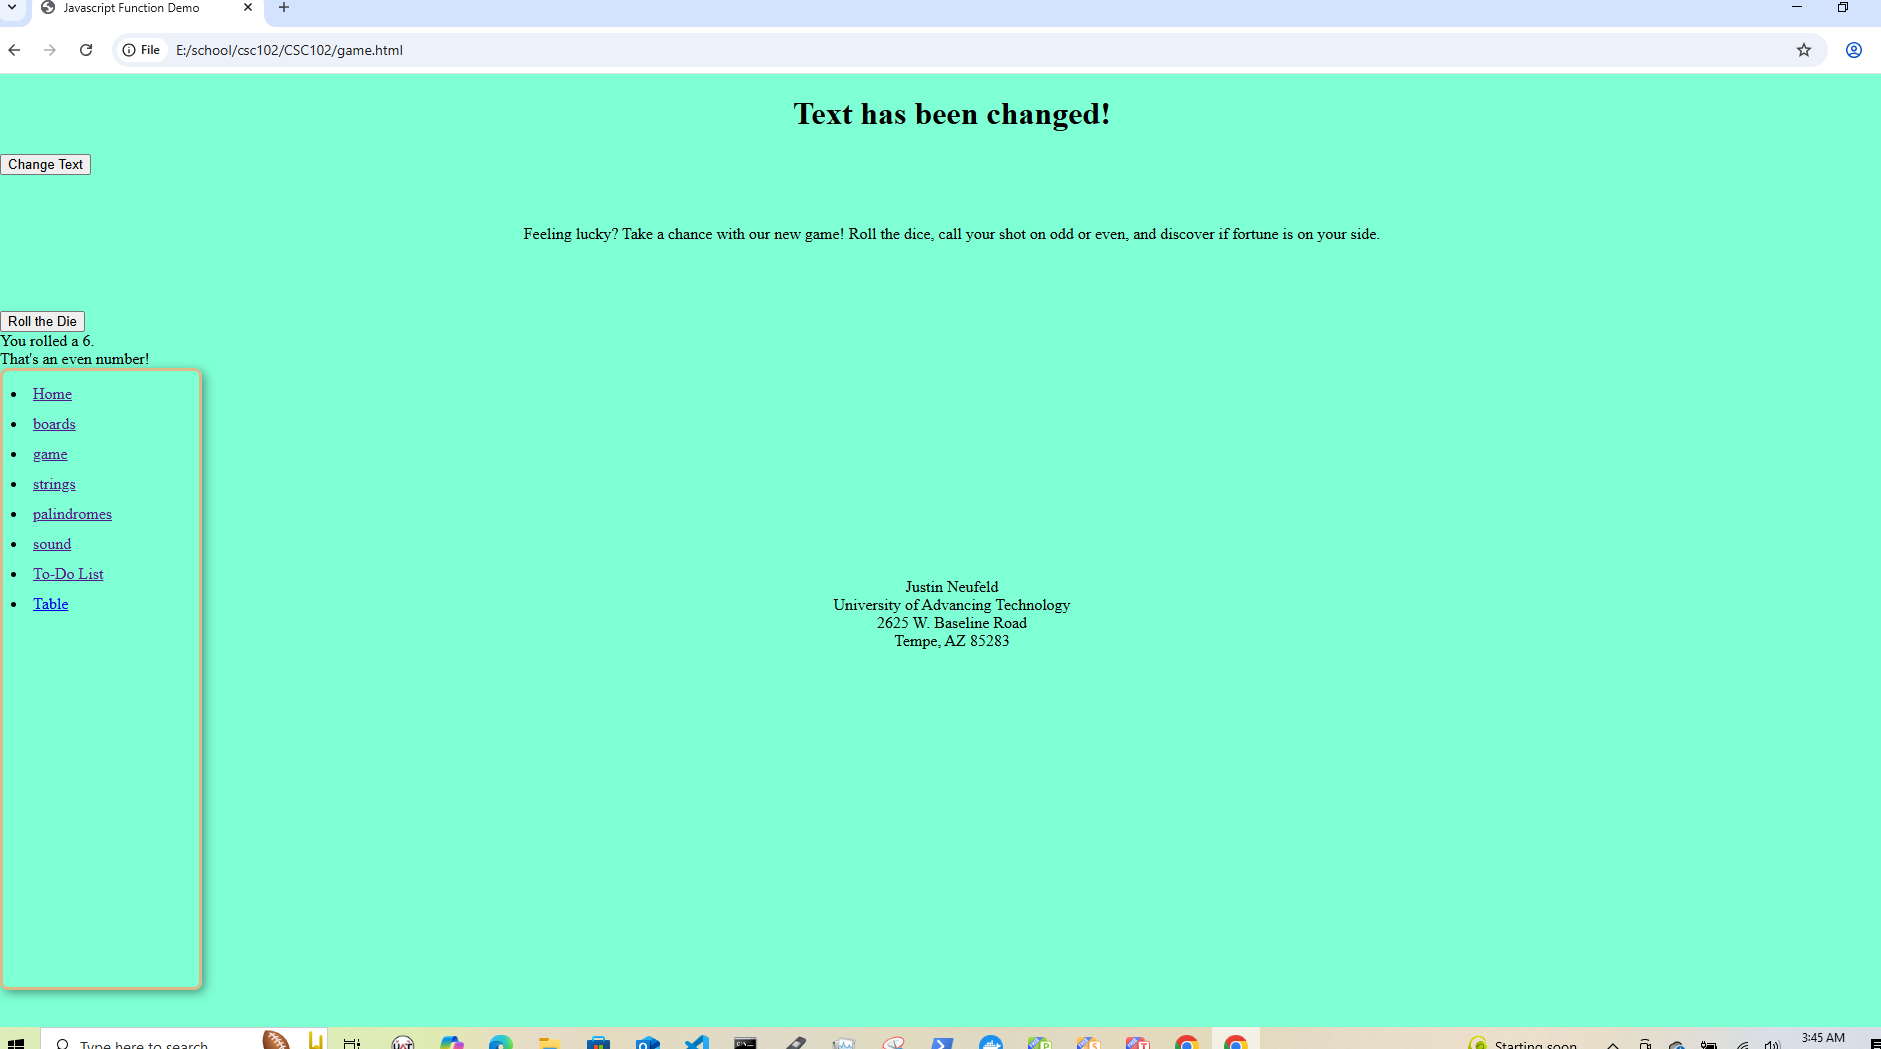 Javascript Function Demo
File E:/school/csc102/CSC102/game.html
Text has been changed!
Change Text
Feeling lucky? Take a chance with our new game! Roll the dice, call your shot on odd or even, and discover if fortune is on your side.
Roll the Die
You rolled a 6.
That's an even number!
Home
boards
game
strings
palindromes
sound
To-Do List
Table
Justin Neufeld
University of Advancing Technology
2625 W. Baseline Road
Tempe, AZ 85283
Type here to search
Starting soon
3:45 AM